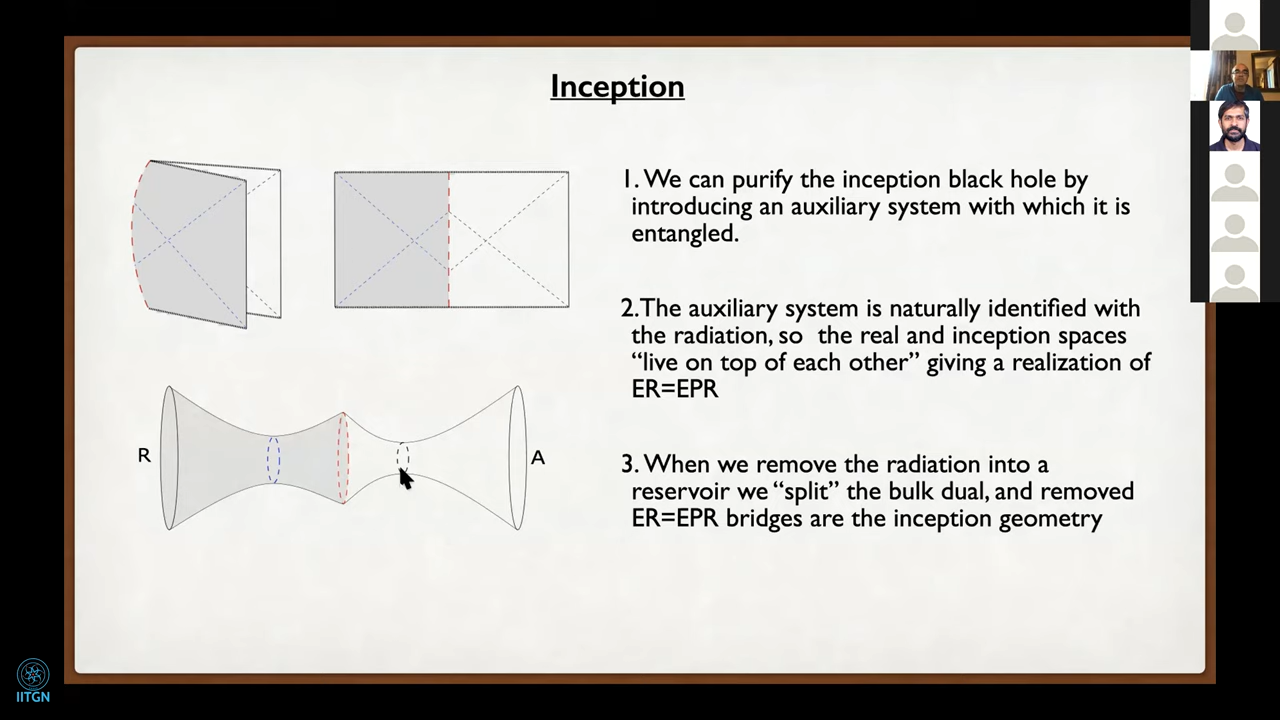 Inception
1. We can purify the inception black hole by
introducing an auxiliary system with which it is
entangled.
2.The auxiliary system is naturally identified with
the radiation, so the real and inception spaces
“live on top of each other” giving a realization of
ER=EPR
R
A
3. When we remove the radiation into a
reservoir we “split” the bulk dual, and removed
ER=EPR bridges are the inception geometry
IITGN